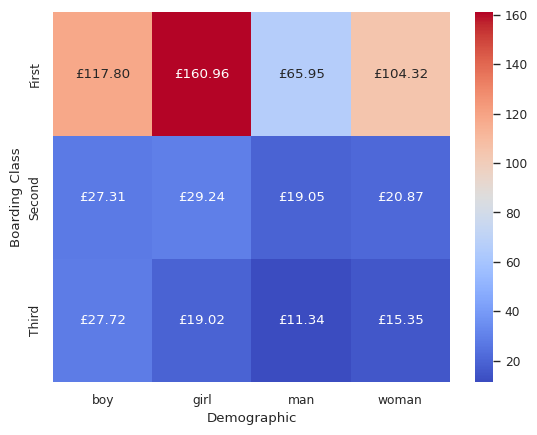 First £117.80 £160.96 £65.95 £104.32
Second £27.31 £29.24 £19.05 £20.87
Third £27.72 £19.02 £11.34 £15.35
boy girl man woman
Demographic
Boarding Class
160
140
120
100
80
60
40
20